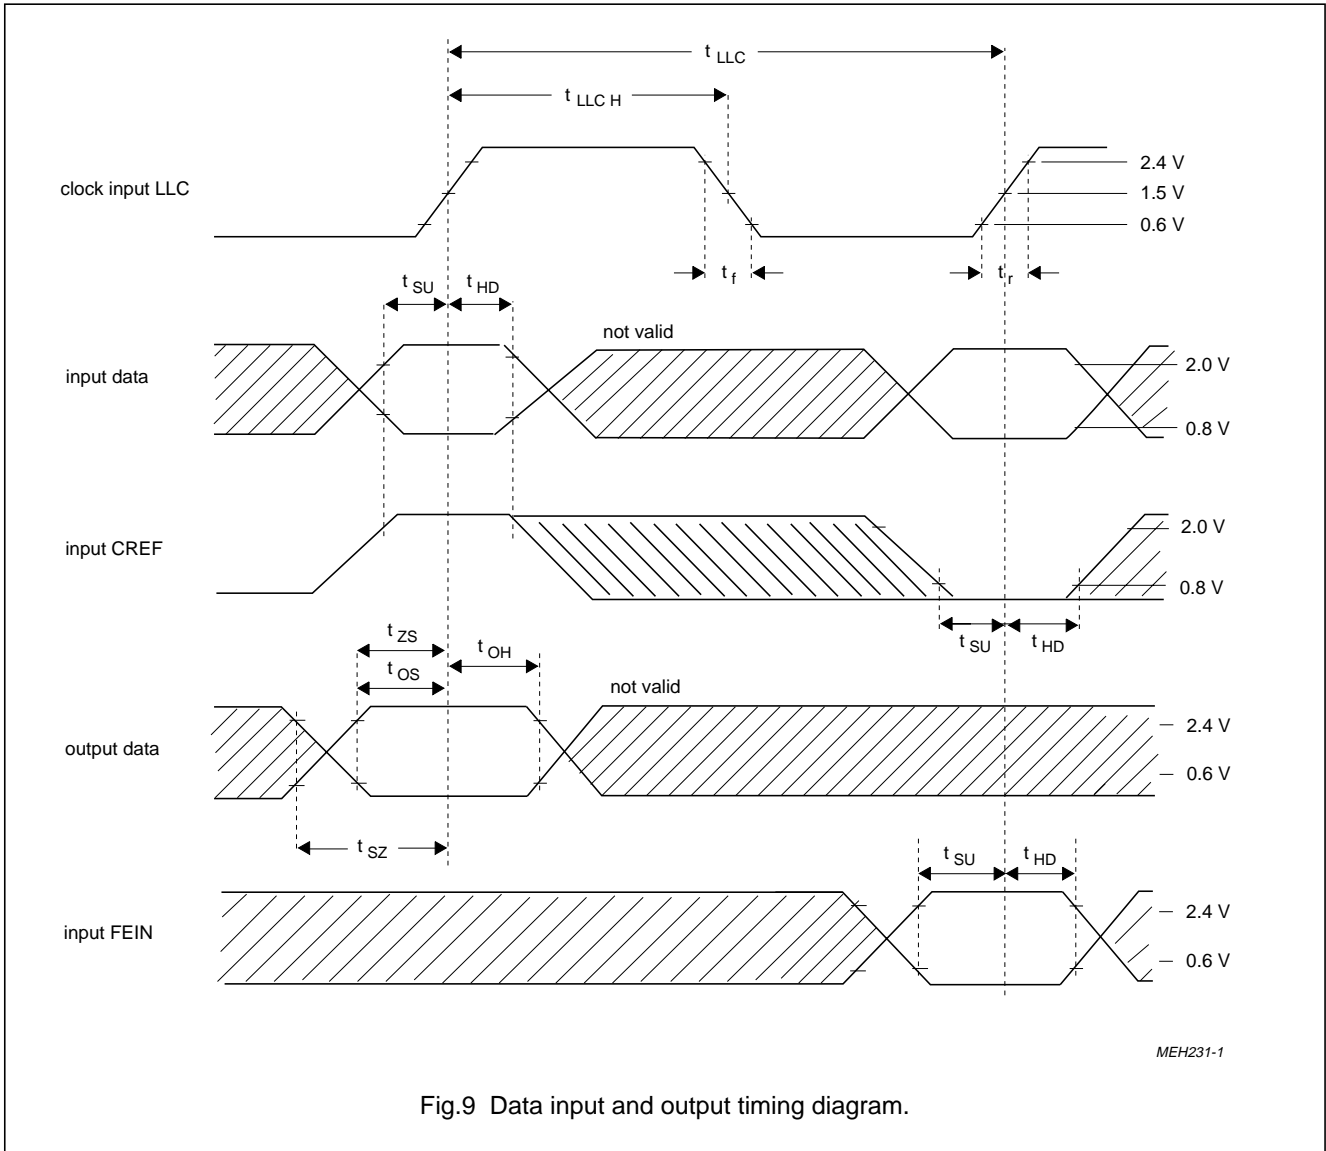 t LLC
t LLC H
clock input LLC
2.4 V
1.5 V
0.6 V
t f
t r
t SU
t HD
not valid
input data
2.0 V
0.8 V
input CREF
2.0 V
0.8 V
t SU
t HD
t ZS
t OS
t OH
not valid
output data
2.4 V
0.6 V
t SZ
t SU
t HD
input FEIN
2.4 V
0.6 V
MEH231-1
Fig.9 Data input and output timing diagram.